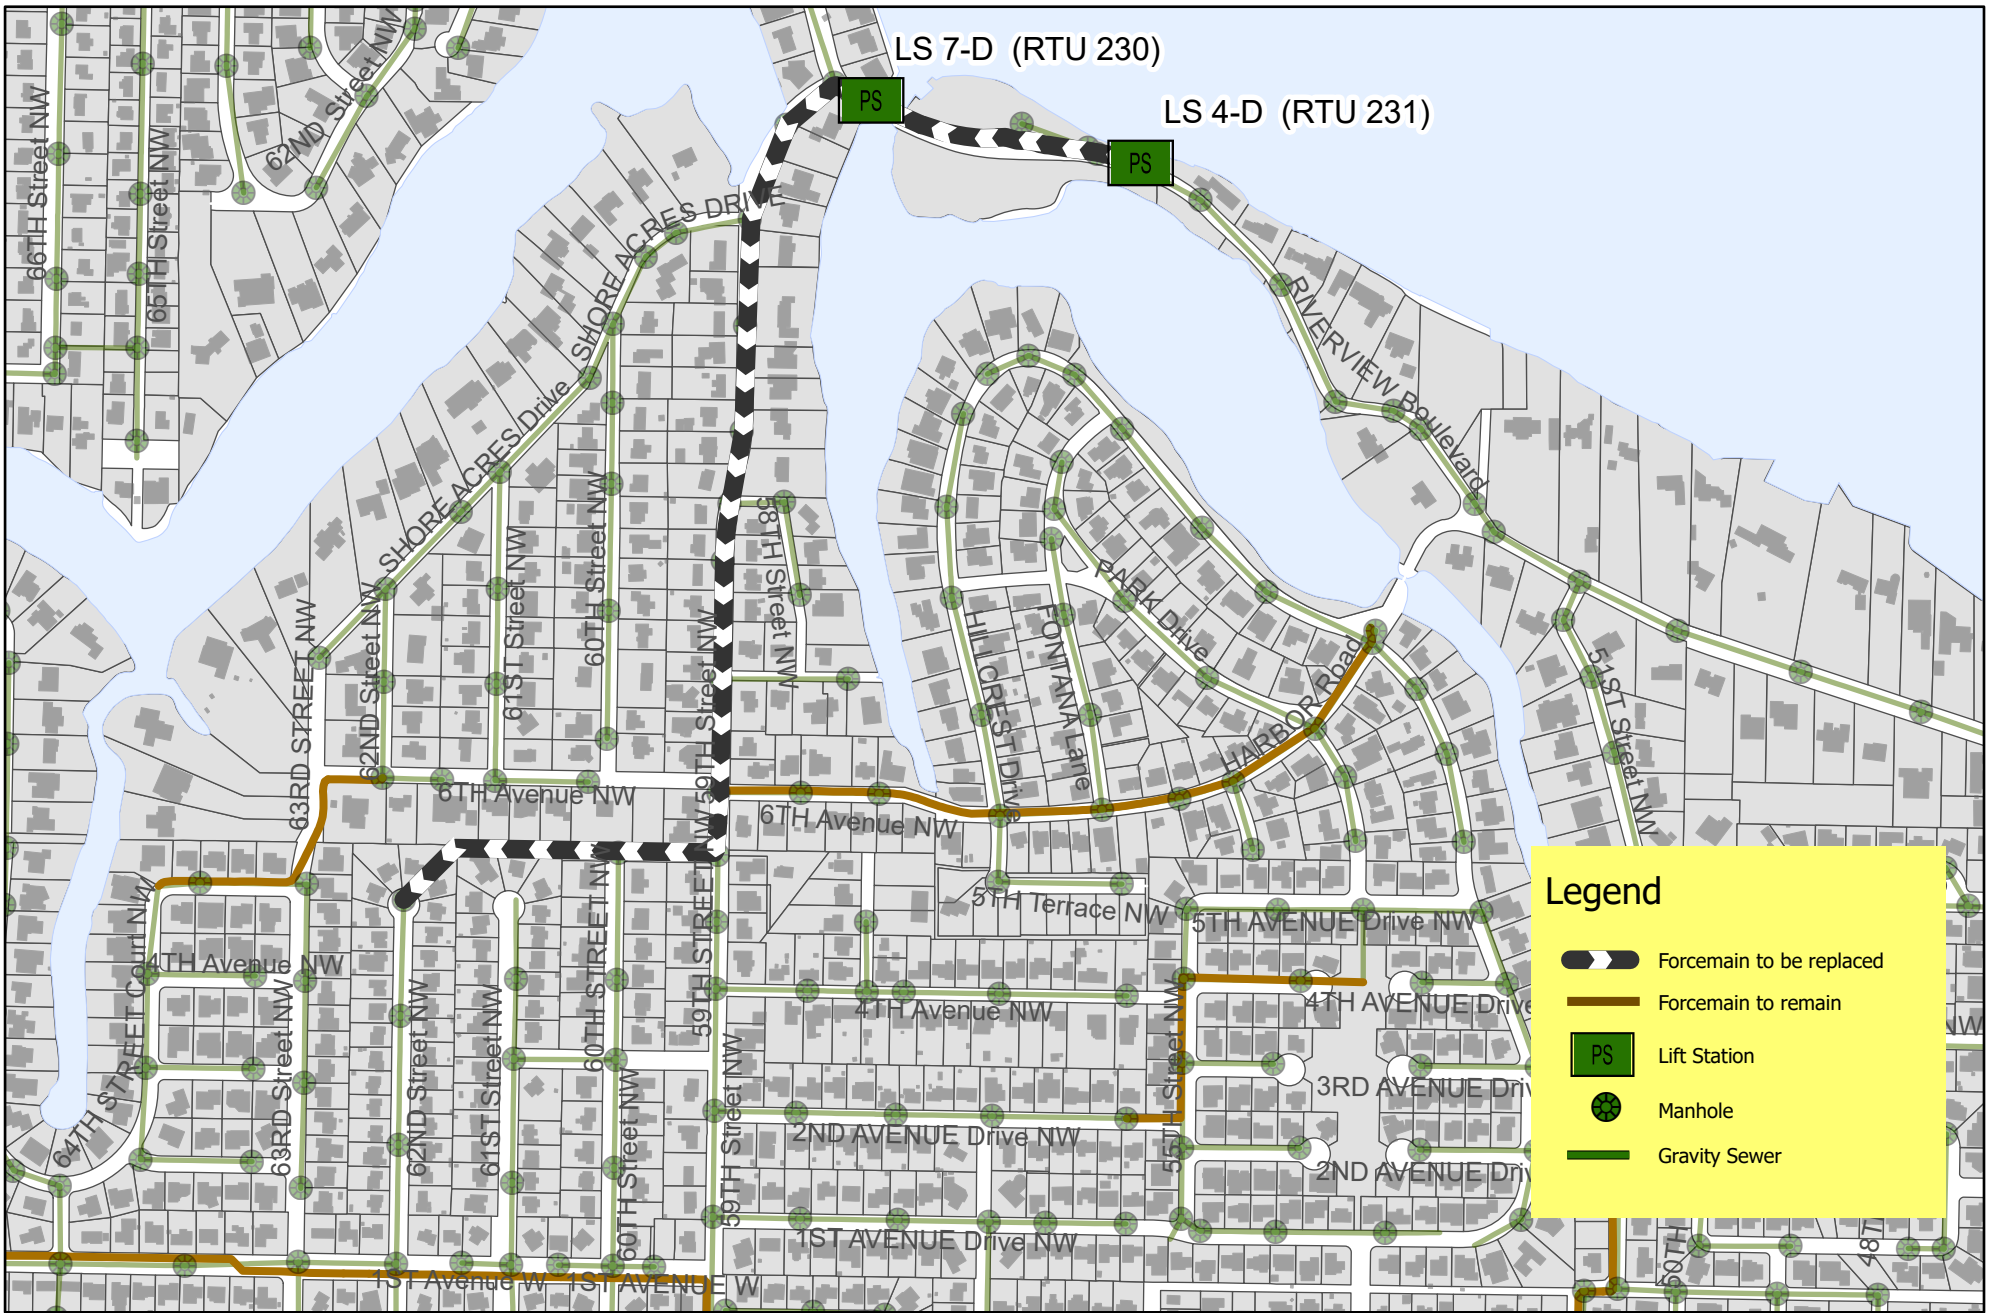 LS 7-D (RTU 230)
LS 4-D (RTU 231)
PS
PS
62ND Street NW
66TH Street NW
65TH Street NW
SHORE ACRES DRIVE
SHORE ACRES Drive
RIVERVIEW Boulevard
58TH Street NW
60TH Street NW
61ST Street NW
62ND Street NW
63RD STREET NW
59TH Street NW
PARK Drive
FONTANA Lane
HILLCREST Drive
HARBOR Road
51ST Street NW
6TH Avenue NW
6TH Avenue NW
5TH Terrace NW
5TH AVENUE Drive NW
59TH STREET NW
60TH STREET NW
64TH STREET Court NW
4TH Avenue NW
4TH Avenue NW
4TH AVENUE Drive
63RD Street NW
62ND Street NW
61ST Street NW
60TH Street NW
59TH Street NW
55TH Street NW
3RD AVENUE Driv
2ND AVENUE Drive NW
2ND AVENUE Driv
1ST AVENUE Drive NW
1ST Avenue W
1ST AVENUE W
50TH
48T
NW
Legend
Forcemain to be replaced
Forcemain to remain
PS
Lift Station
Manhole
Gravity Sewer